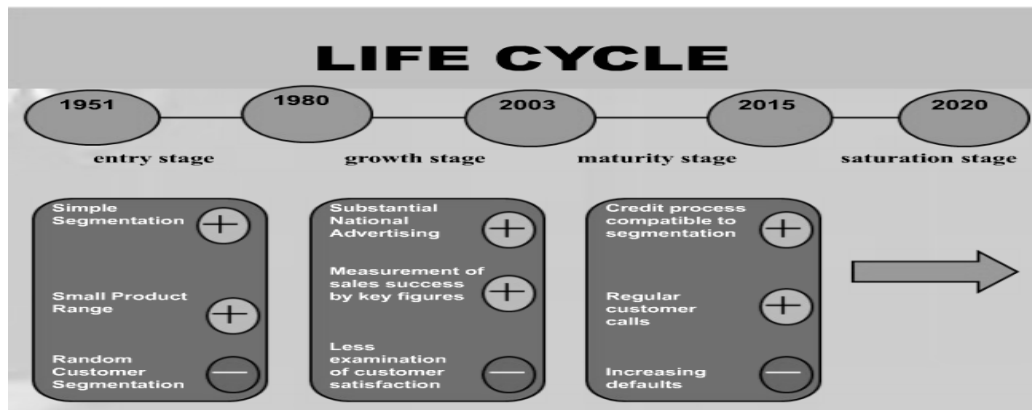 LIFE CYCLE
1951
1980
2003
2015
2020
entry stage
growth stage
maturity stage
saturation stage
Simple
Segmentation
+
Small Product
Range
+
Random
Customer
Segmentation
−
Substantial
National
Advertising
+
Measurement of
sales success
by key figures
+
Less
examination
of customer
satisfaction
−
Credit process
compatible to
segmentation
+
Regular
customer
calls
+
Increasing
defaults
−